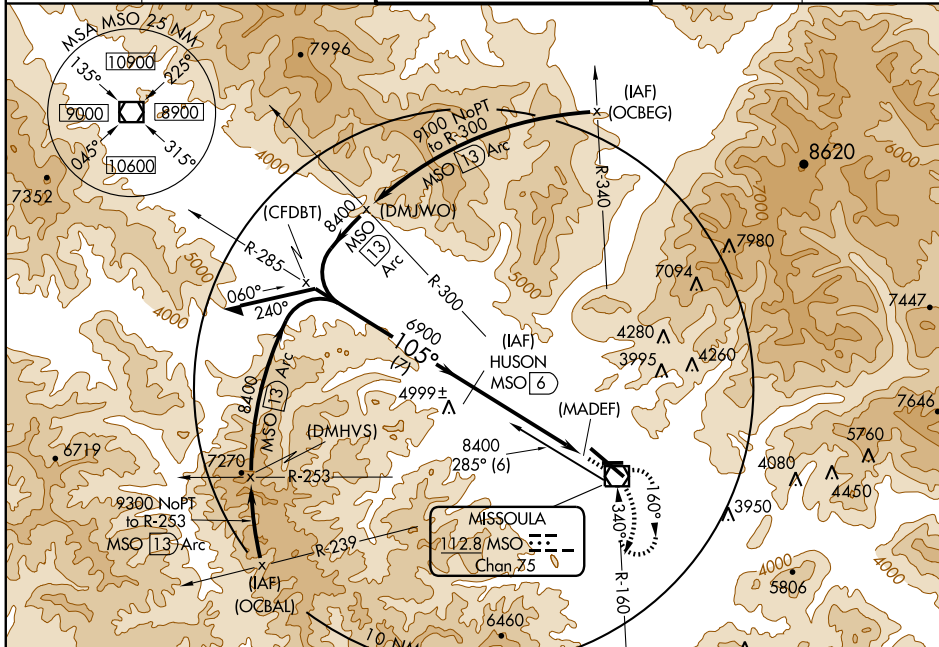 MSA MSO 25 NM
10900
135°
225°
9000
8900
045°
315°
10600
7996
4000
7352
(IAF)
(OCBEG)
9100 NoPT
to R-300
MSO 13 Arc
R-340
8620
6000
7000
(DMJWO)
8400
MSO
13
Arc
(CFDBT)
R-285
5000
4000
060°
240°
R-300
5000
7980
7094
7447
6900
105°
(7)
(IAF)
HUSON
MSO 6
4280
3995
4260
4999±
8400
MSO 13 Arc
(MADEF)
7646
(DMHVS)
6719
7270
R-253
8400
285° (6)
5760
4080
4450
3950
9300 NoPT
to R-253
MSO 13 Arc
R-239
MISSOULA
112.8 MSO
Chan 75
340°
160°
R-160
(IAF)
(OCBAL)
4000
5806
4000
6460
10 NM